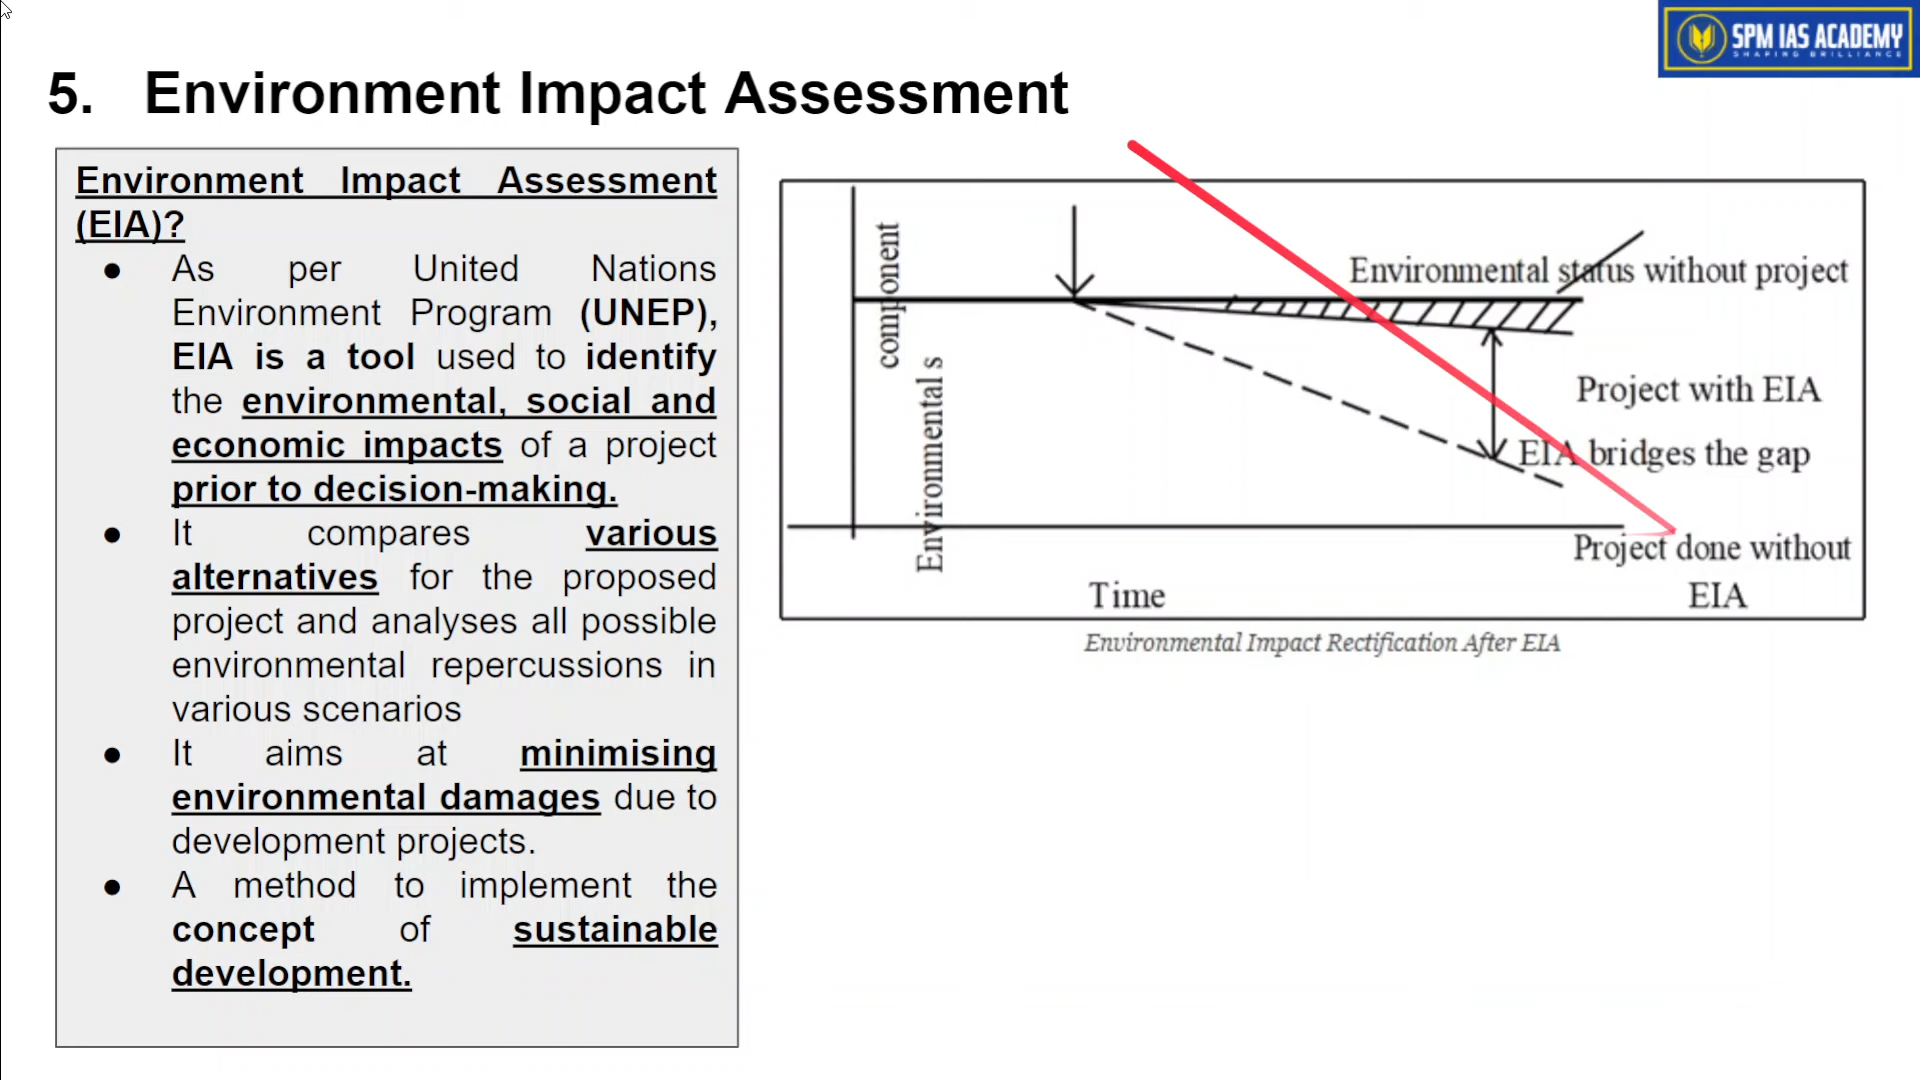 SPM IAS ACADEMY
SHAPING BRILLIANCE
5. Environment Impact Assessment
Environment Impact Assessment
(EIA)?
● As per United Nations
Environment Program (UNEP),
EIA is a tool used to identify
the environmental, social and
economic impacts of a project
prior to decision-making.
● It compares various
alternatives for the proposed
project and analyses all possible
environmental repercussions in
various scenarios
● It aims at minimising
environmental damages due to
development projects.
● A method to implement the
concept of sustainable
development.
component
Environmental s
Environmental status without project
Project with EIA
EIA bridges the gap
Project done without
EIA
Time
Environmental Impact Rectification After EIA